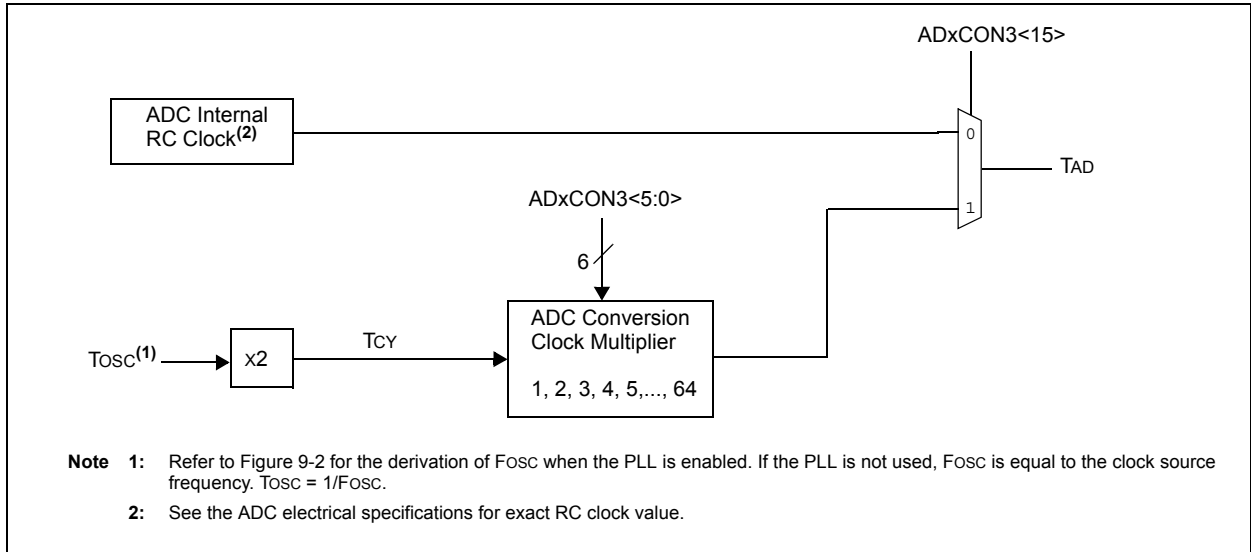 ADxCON3<15>
ADC Internal
RC Clock(2)
0
TAD
ADxCON3<5:0>
1
6
ADC Conversion
Clock Multiplier
1, 2, 3, 4, 5,..., 64
TOSC(1)
X2
TCY
Note 1: Refer to Figure 9-2 for the derivation of FOSC when the PLL is enabled. If the PLL is not used, FOSC is equal to the clock source
frequency. TOSC = 1/FOSC.
2: See the ADC electrical specifications for exact RC clock value.